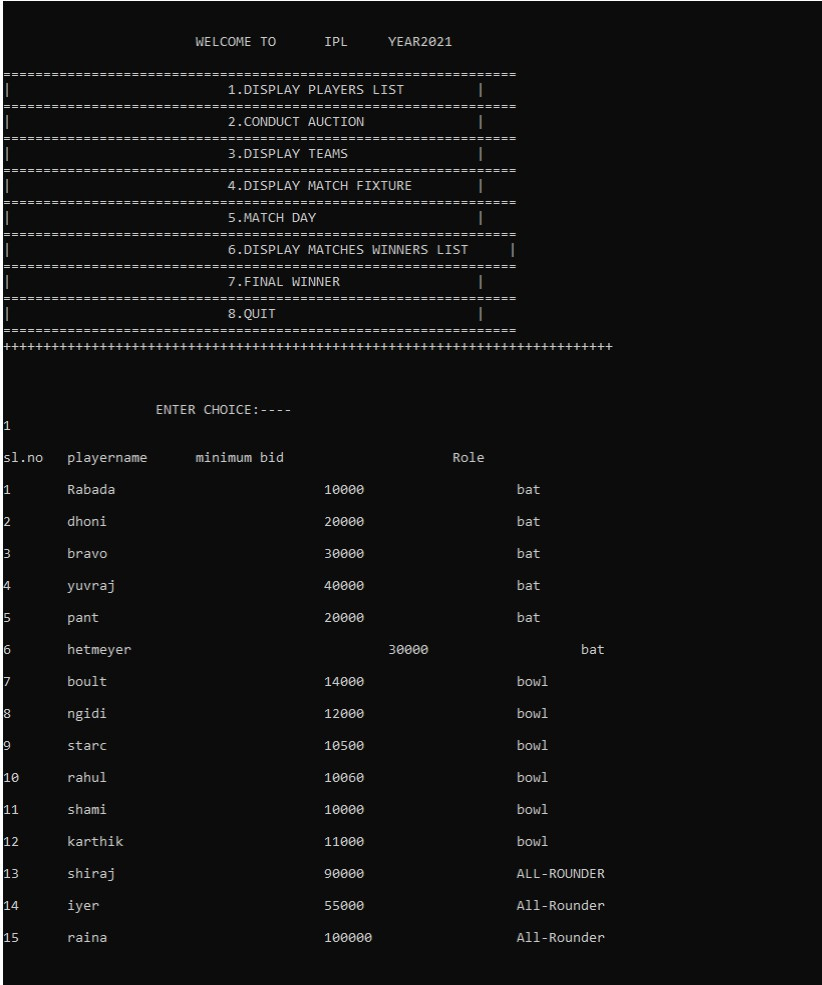 WELCOME TO IPL YEAR2021
=================================================================
| 1.DISPLAY PLAYERS LIST |
=================================================================
| 2.CONDUCT AUCTION |
=================================================================
| 3.DISPLAY TEAMS |
=================================================================
| 4.DISPLAY MATCH FIXTURE |
=================================================================
| 5.MATCH DAY |
=================================================================
| 6.DISPLAY MATCHES WINNERS LIST |
=================================================================
| 7.FINAL WINNER |
=================================================================
| 8.QUIT |
=================================================================
++++++++++++++++++++++++++++++++++++++++++++++++++++++++++++++++++++++++++++
ENTER CHOICE:----
1
sl.no playername minimum bid Role
1 Rabada 10000 bat
2 dhoni 20000 bat
3 bravo 30000 bat
4 yuvraj 40000 bat
5 pant 20000 bat
6 hetmeyer 30000 bat
7 boult 14000 bowl
8 ngidi 12000 bowl
9 starc 10500 bowl
10 rahul 10060 bowl
11 shami 10000 bowl
12 karthik 11000 bowl
13 shiraj 90000 ALL-ROUNDER
14 iyer 55000 All-Rounder
15 raina 100000 All-Rounder